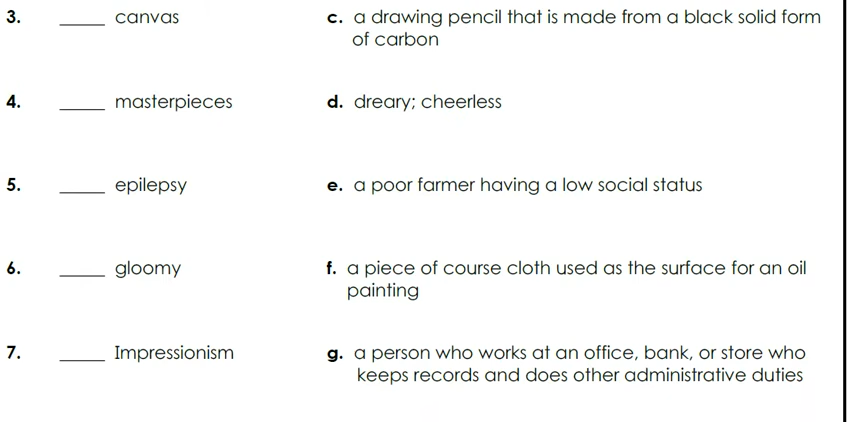 3. _____ canvas c. a drawing pencil that is made from a black solid form
of carbon
4. _____ masterpieces d. dreary; cheerless
5. _____ epilepsy e. a poor farmer having a low social status
6. _____ gloomy f. a piece of course cloth used as the surface for an oil
painting
7. _____ Impressionism g. a person who works at an office, bank, or store who
keeps records and does other administrative duties